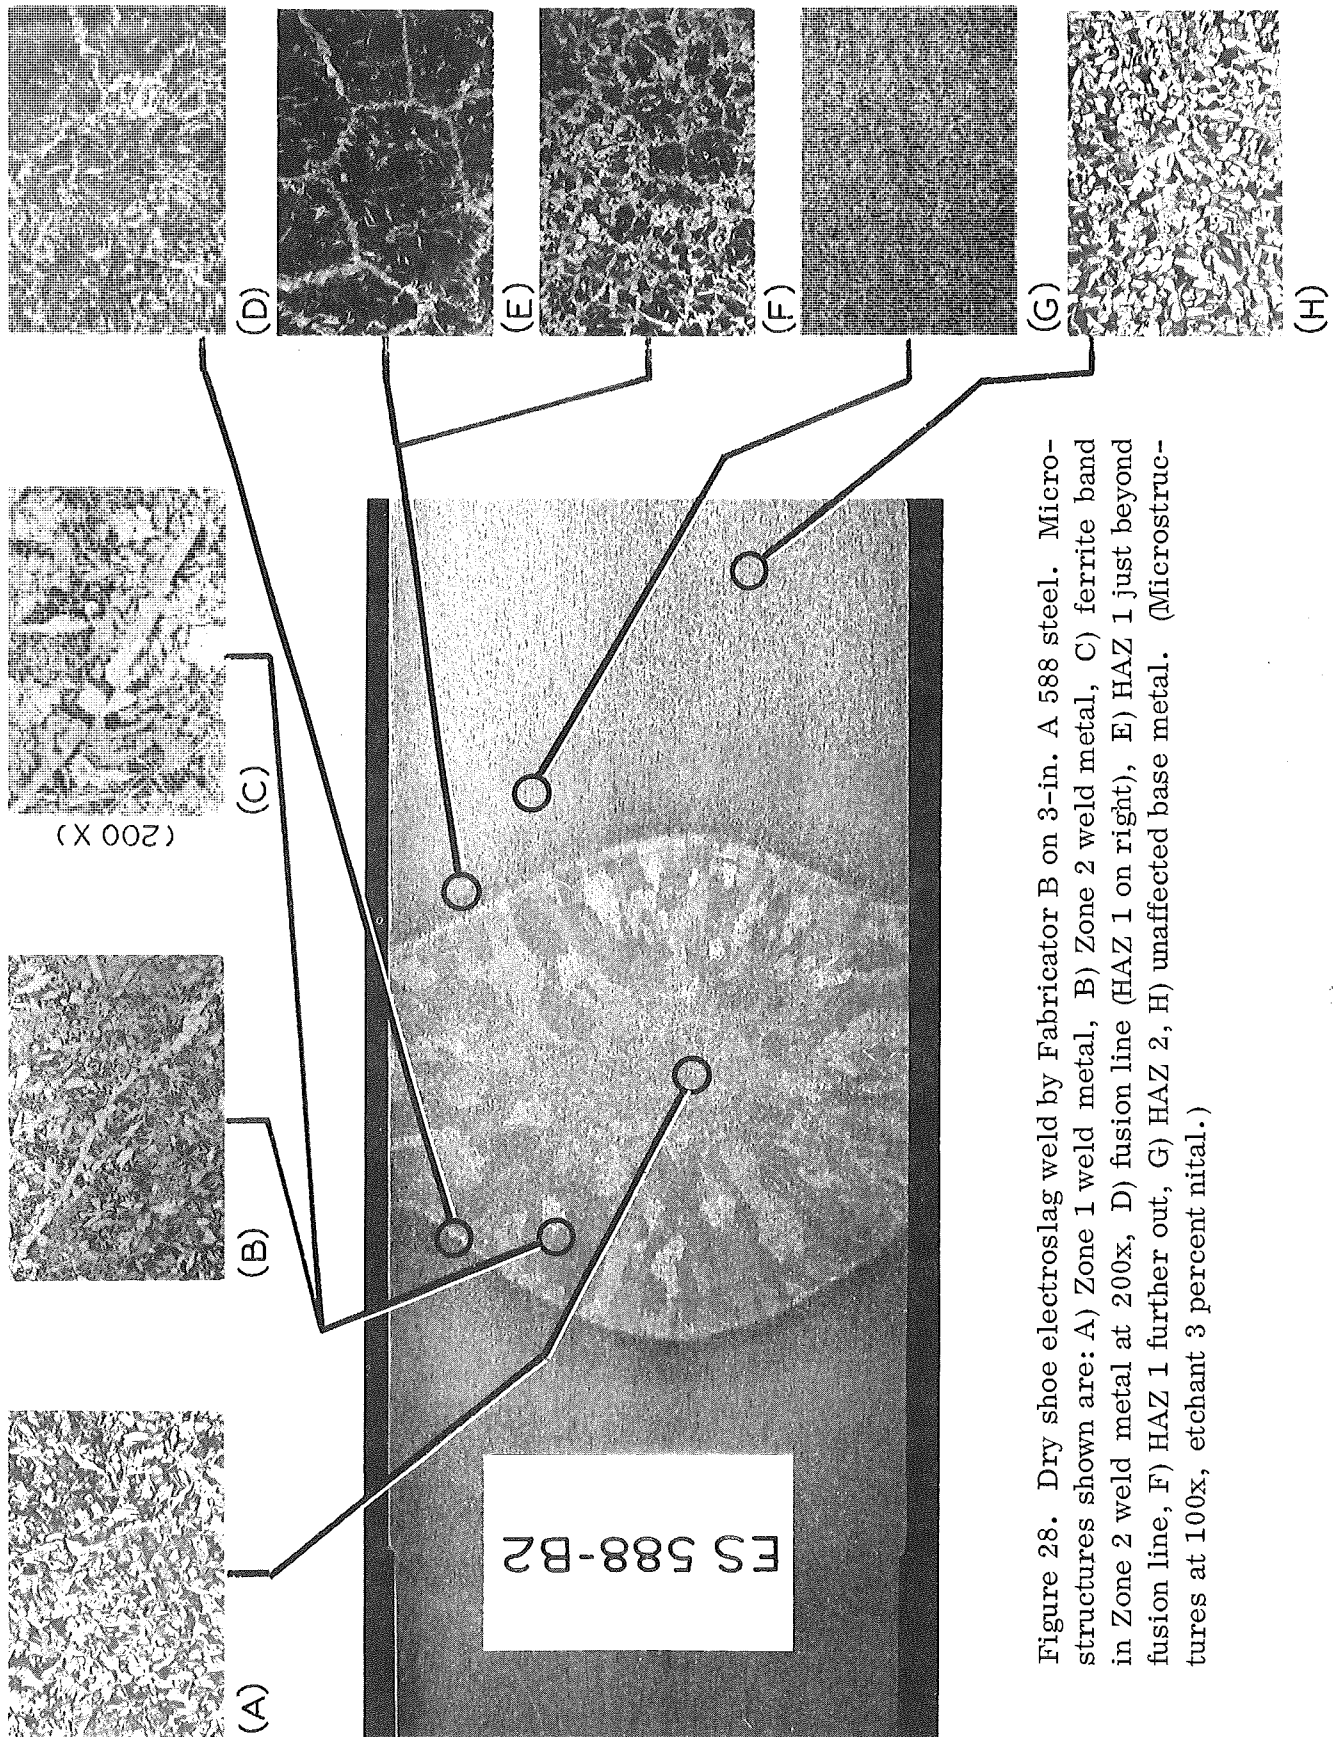 (A)
(B)
(C)
(200 X)
(D)
(E)
(F)
(G)
(H)
ES 588-B2
Figure 28. Dry shoe electroslag weld by Fabricator B on 3-in. A 588 steel. Micro-
structures shown are: A) Zone 1 weld metal, B) Zone 2 weld metal, C) ferrite band
in Zone 2 weld metal at 200x, D) fusion line (HAZ 1 on right), E) HAZ 1 just beyond
fusion line, F) HAZ 1 further out, G) HAZ 2, H) unaffected base metal. (Microstruc-
tures at 100x, etchant 3 percent nital.)